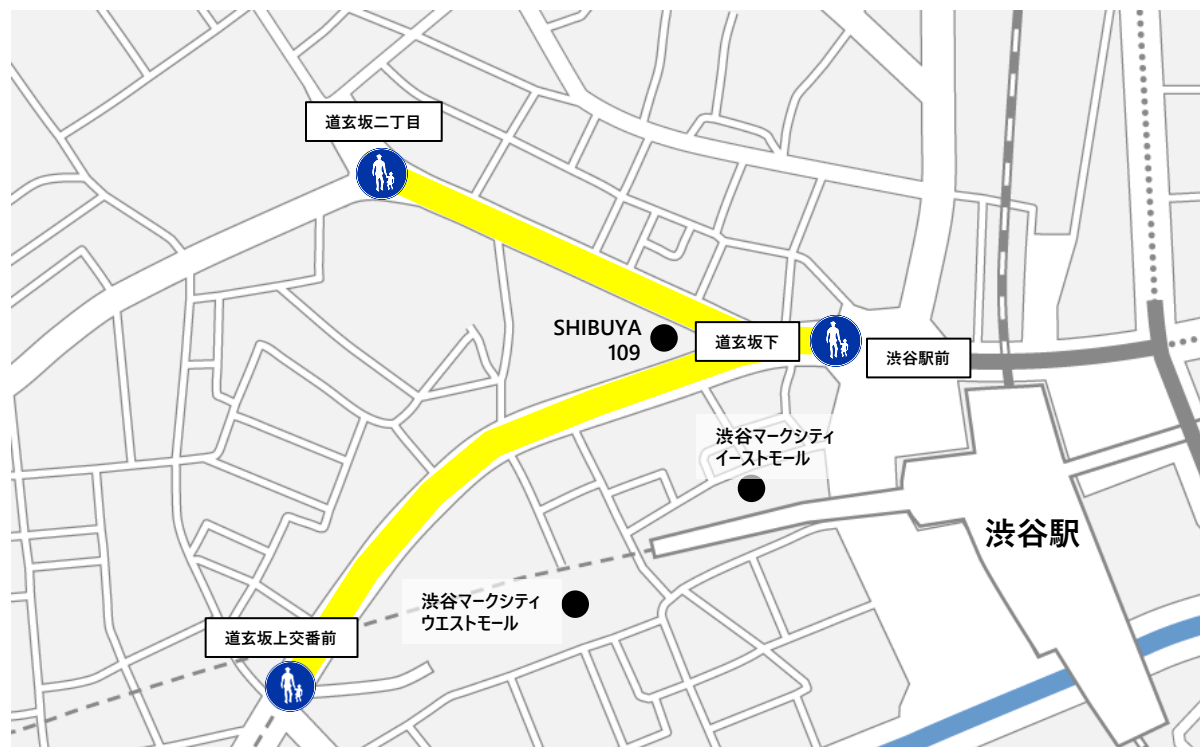 道玄坂二丁目
SHIBUYA
109
道玄坂下
渋谷駅前
渋谷マークシティ
イーストモール
渋谷駅
渋谷マークシティ
ウエストモール
道玄坂上交番前